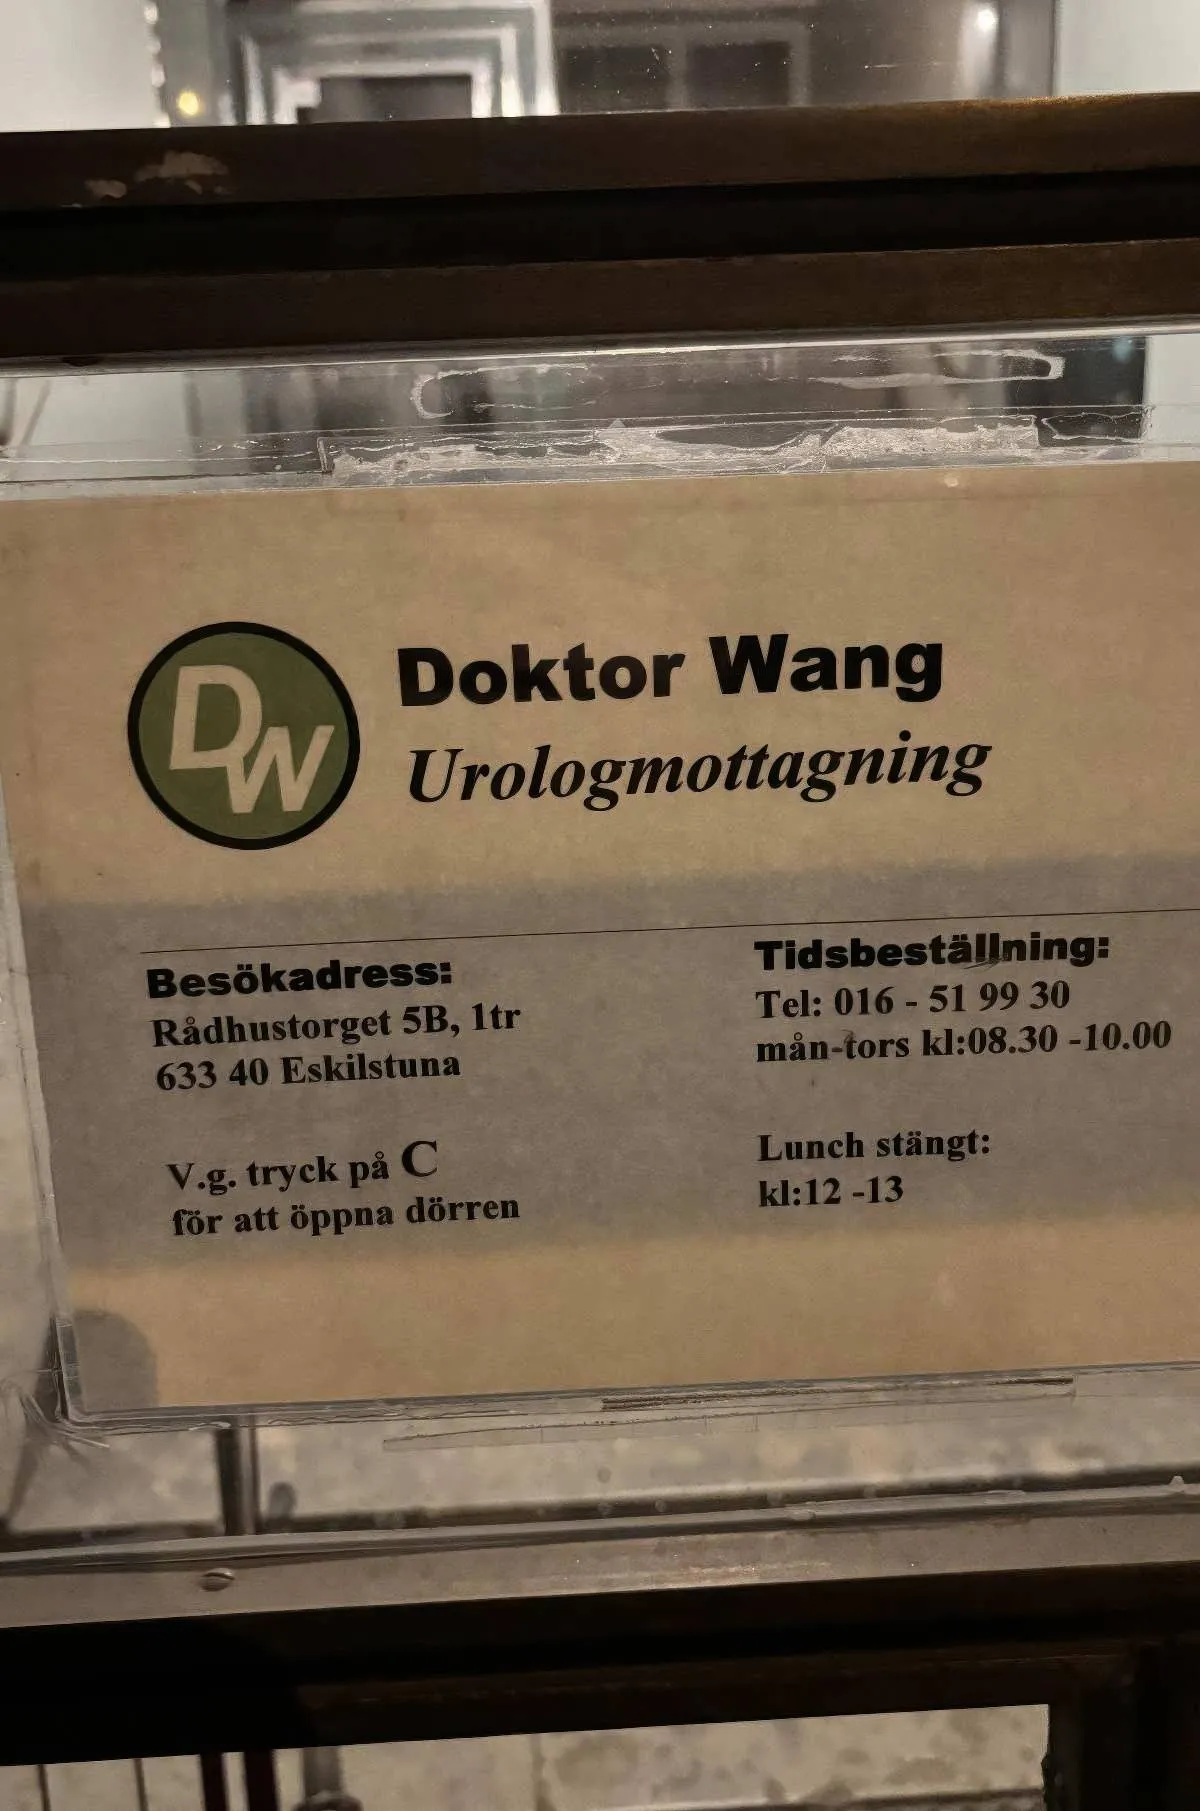 DW
Doktor Wang
Urologmottagning
Besökadress:
Rådhustorget 5B, 1tr
633 40 Eskilstuna
V.g. tryck på C
för att öppna dörren
Tidsbeställning:
Tel: 016 - 51 99 30
mån-tors kl:08.30 -10.00
Lunch stängt:
kl:12 -13